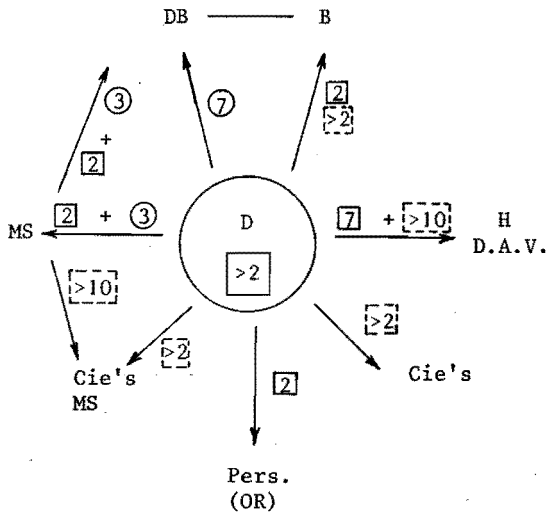 DB B
3
7
2
>2
+
2
2 + 3
MS
D
>2
7 + >10
H
D.A.V.
>10
>2
>2
Cie's
MS
2
Cie's
Pers.
(OR)